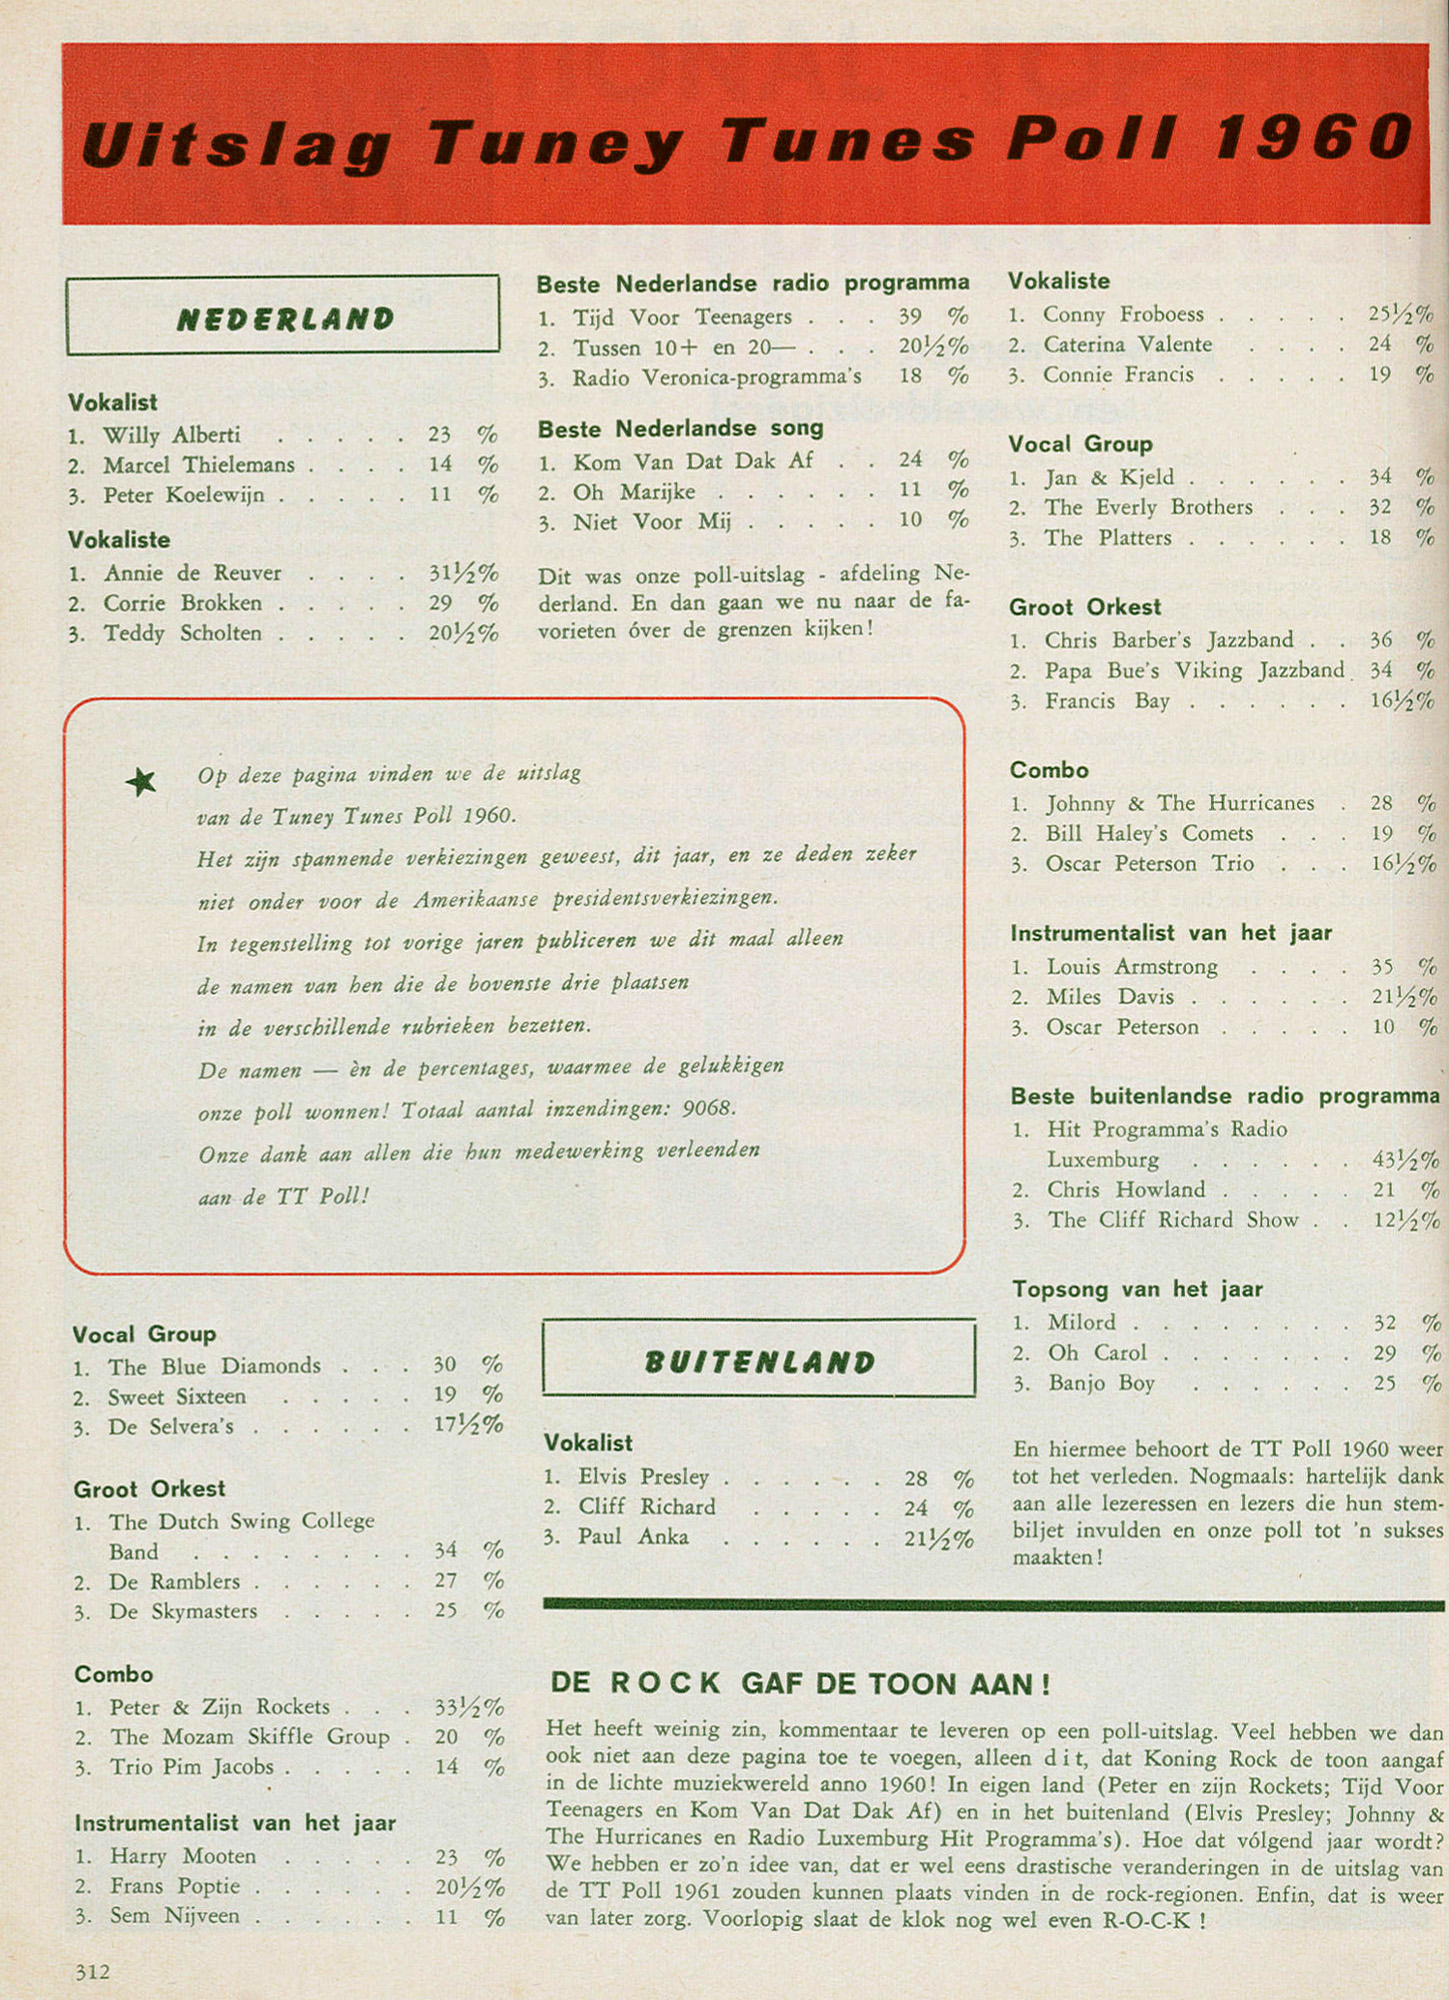 Uitslag Tuney Tunes Poll 1960
NEDERLAND
Vokalist
1. Willy Alberti . . . . . 23 %
2. Marcel Thielemans . . . . 14 %
3. Peter Koelewijn . . . . . 11 %
Vokaliste
1. Annie de Reuver . . . . 31½%
2. Corrie Brokken . . . . . 29 %
3. Teddy Scholten . . . . . 20½%
Beste Nederlandse radio programma
1. Tijd Voor Teenagers . . . 39 %
2. Tussen 10+ en 20— . . . 20½%
3. Radio Veronica-programma's 18 %
Beste Nederlandse song
1. Kom Van Dat Dak Af . . 24 %
2. Oh Marijke . . . . . . 11 %
3. Niet Voor Mij . . . . . 10 %
Dit was onze poll-uitslag - afdeling Ne-
derland. En dan gaan we nu naar de fa-
vorieten óver de grenzen kijken!
★ Op deze pagina vinden we de uitslag
van de Tuney Tunes Poll 1960.
Het zijn spannende verkiezingen geweest, dit jaar, en ze deden zeker
niet onder voor de Amerikaanse presidentsverkiezingen.
In tegenstelling tot vorige jaren publiceren we dit maal alleen
de namen van hen die de bovenste drie plaatsen
in de verschillende rubrieken bezetten.
De namen — èn de percentages, waarmee de gelukkigen
onze poll wonnen! Totaal aantal inzendingen: 9068.
Onze dank aan allen die hun medewerking verleenden
aan de TT Poll!
Vocal Group
1. The Blue Diamonds . . . 30 %
2. Sweet Sixteen . . . . . 19 %
3. De Selvera's . . . . . . 17½%
Groot Orkest
1. The Dutch Swing College
Band . . . . . . . . 34 %
2. De Ramblers . . . . . . 27 %
3. De Skymasters . . . . . 25 %
Combo
1. Peter & Zijn Rockets . . . 33½%
2. The Mozam Skiffle Group . 20 %
3. Trio Pim Jacobs . . . . . 14 %
Instrumentalist van het jaar
1. Harry Mooten . . . . . 23 %
2. Frans Poptie . . . . . . 20½%
3. Sem Nijveen . . . . . . 11 %
312
BUITENLAND
Vokalist
1. Elvis Presley . . . . . . 28 %
2. Cliff Richard . . . . . 24 %
3. Paul Anka . . . . . . 21½%
Vokaliste
1. Conny Froboess . . . . . 25½%
2. Caterina Valente . . . . 24 %
3. Connie Francis . . . . . 19 %
Vocal Group
1. Jan & Kjeld . . . . . . 34 %
2. The Everly Brothers . . . 32 %
3. The Platters . . . . . . 18 %
Groot Orkest
1. Chris Barber's Jazzband . . 36 %
2. Papa Bue's Viking Jazzband . 34 %
3. Francis Bay . . . . . . 16½%
Combo
1. Johnny & The Hurricanes . 28 %
2. Bill Haley's Comets . . . 19 %
3. Oscar Peterson Trio . . . 16½%
Instrumentalist van het jaar
1. Louis Armstrong . . . . 35 %
2. Miles Davis . . . . . . 21½%
3. Oscar Peterson . . . . . 10 %
Beste buitenlandse radio programma
1. Hit Programma's Radio
Luxemburg . . . . . . 43½%
2. Chris Howland . . . . . 21 %
3. The Cliff Richard Show . . 12½%
Topsong van het jaar
1. Milord . . . . . . . . 32 %
2. Oh Carol . . . . . . . 29 %
3. Banjo Boy . . . . . . 25 %
En hiermee behoort de TT Poll 1960 weer
tot het verleden. Nogmaals: hartelijk dank
aan alle lezeressen en lezers die hun stem-
biljet invulden en onze poll tot 'n sukses
maakten!
DE ROCK GAF DE TOON AAN!
Het heeft weinig zin, kommentaar te leveren op een poll-uitslag. Veel hebben we dan
ook niet aan deze pagina toe te voegen, alleen dit, dat Koning Rock de toon aangaf
in de lichte muziekwereld anno 1960! In eigen land (Peter en zijn Rockets; Tijd Voor
Teenagers en Kom Van Dat Dak Af) en in het buitenland (Elvis Presley; Johnny &
The Hurricanes en Radio Luxemburg Hit Programma's). Hoe dat vólgend jaar wordt?
We hebben er zo'n idee van, dat er wel eens drastische veranderingen in de uitslag van
de TT Poll 1961 zouden kunnen plaats vinden in de rock-regionen. Enfin, dat is weer
van later zorg. Voorlopig slaat de klok nog wel even R-O-C-K !